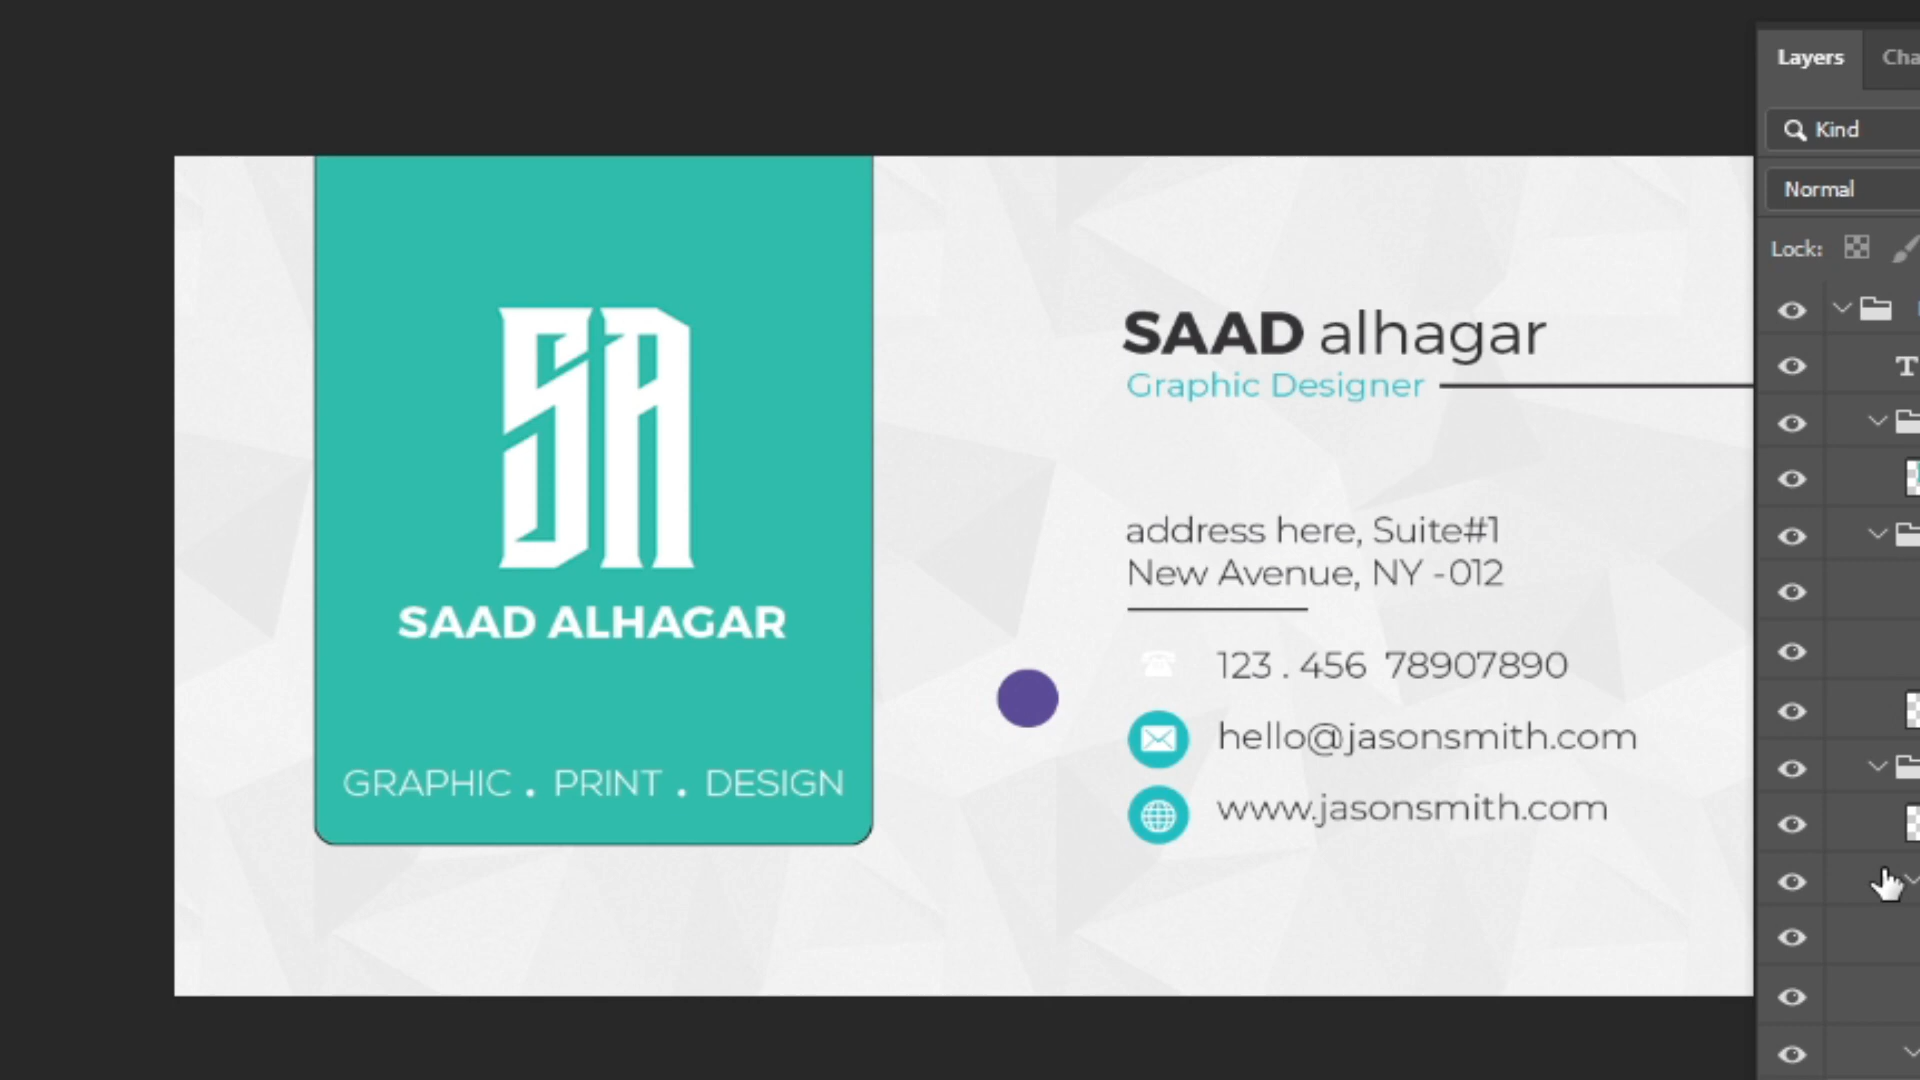 Layers
Kind
Normal
Lock:
T
SA
SAAD ALHAGAR
GRAPHIC . PRINT . DESIGN
SAAD alhagar
Graphic Designer
address here, Suite#1
New Avenue, NY -012
123 . 456 78907890
hello@jasonsmith.com
www.jasonsmith.com